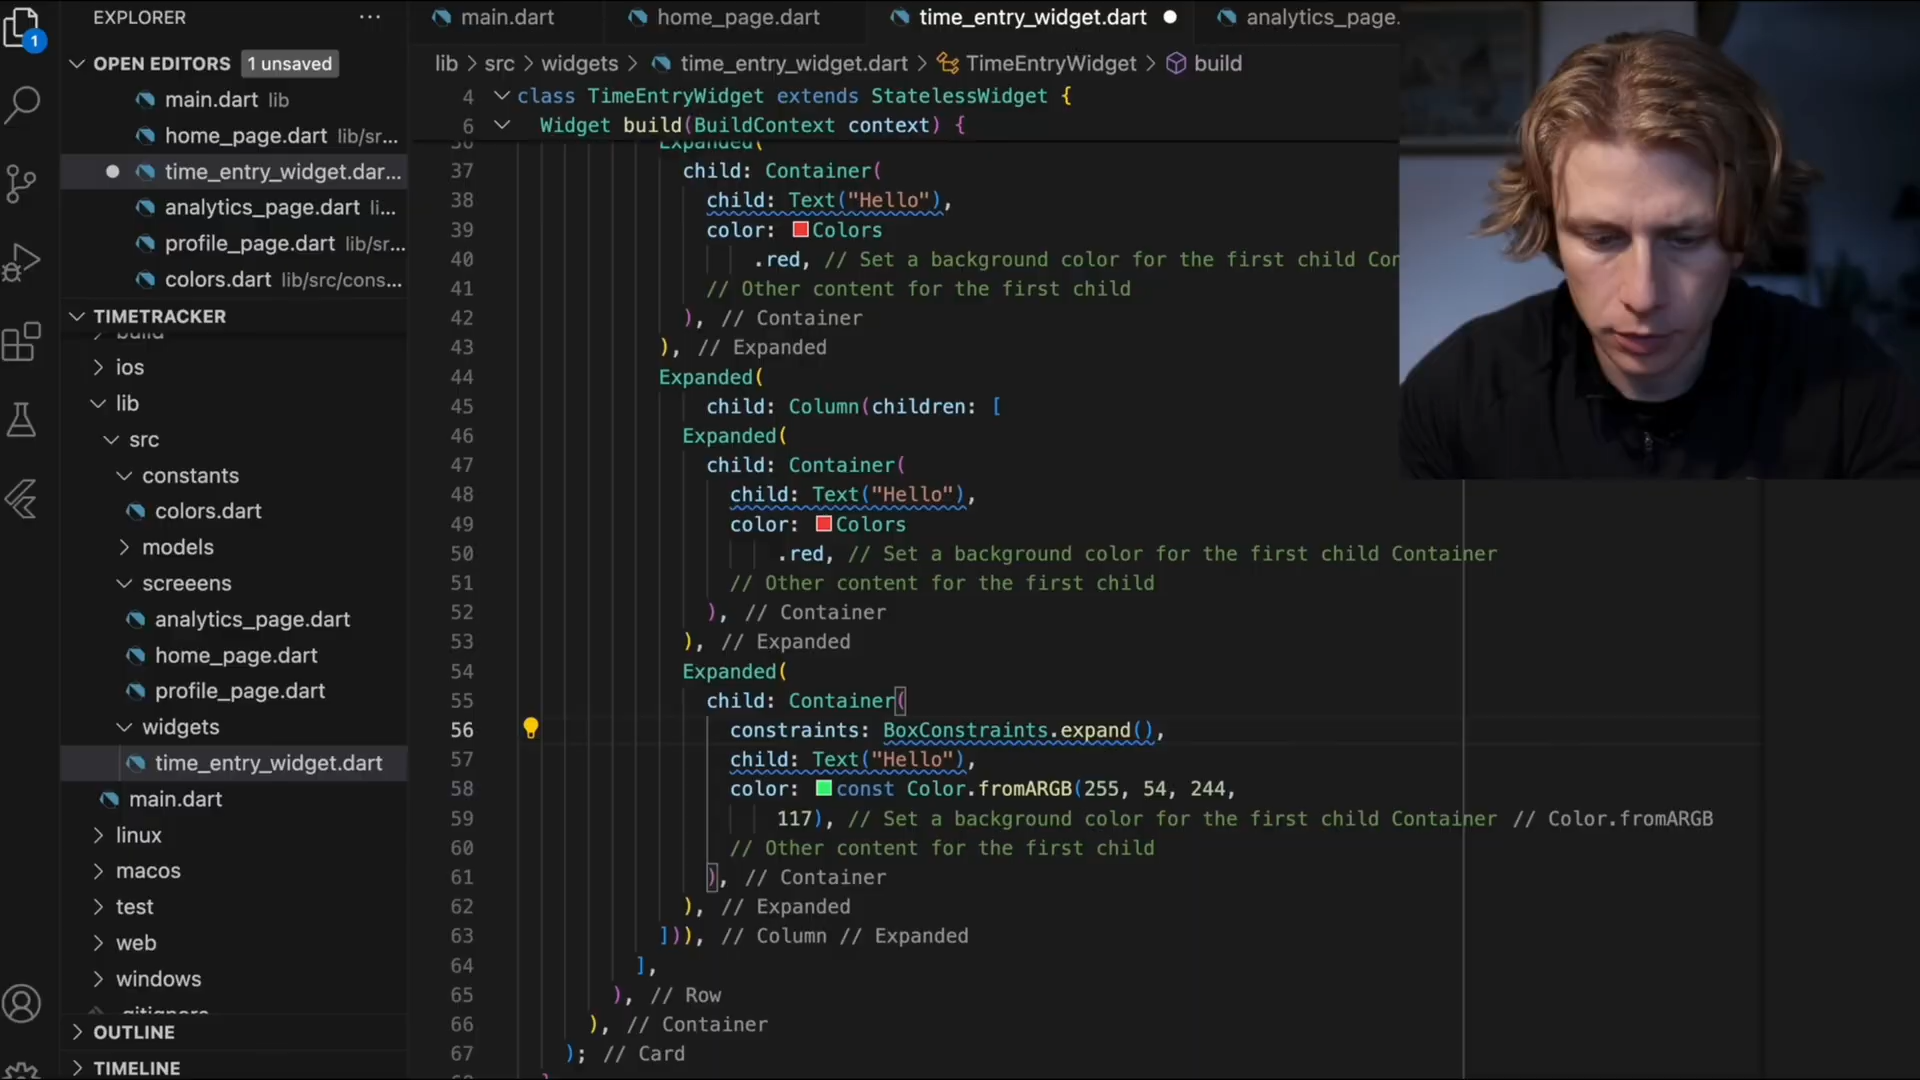 EXPLORER
OPEN EDITORS 1 unsaved
main.dart lib
home_page.dart lib/sr...
time_entry_widget.dar...
analytics_page.dart li...
profile_page.dart lib/sr...
colors.dart lib/src/cons...
TIMETRACKER
build
ios
lib
src
constants
colors.dart
models
screeens
analytics_page.dart
home_page.dart
profile_page.dart
widgets
time_entry_widget.dart
main.dart
linux
macos
test
web
windows
.gitignore
OUTLINE
TIMELINE
1
main.dart home_page.dart time_entry_widget.dart analytics_page.
lib > src > widgets > time_entry_widget.dart > TimeEntryWidget > build
4 class TimeEntryWidget extends StatelessWidget {
6 Widget build(BuildContext context) {
36 Expanded(
37 child: Container(
38 child: Text("Hello"),
39 color: Colors
40 .red, // Set a background color for the first child Con
41 // Other content for the first child
42 ), // Container
43 ), // Expanded
44 Expanded(
45 child: Column(children: [
46 Expanded(
47 child: Container(
48 child: Text("Hello"),
49 color: Colors
50 .red, // Set a background color for the first child Container
51 // Other content for the first child
52 ), // Container
53 ), // Expanded
54 Expanded(
55 child: Container(
56 constraints: BoxConstraints.expand(),
57 child: Text("Hello"),
58 color: const Color.fromARGB(255, 54, 244,
59 117), // Set a background color for the first child Container // Color.fromARGB
60 // Other content for the first child
61 ), // Container
62 ), // Expanded
63 ])), // Column // Expanded
64 ],
65 ), // Row
66 ), // Container
67 ); // Card